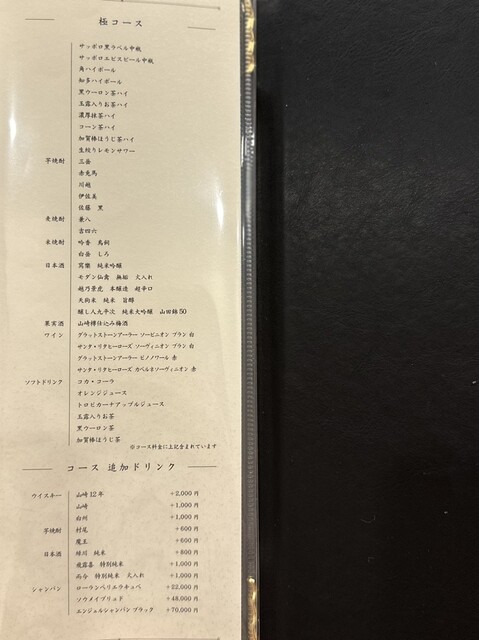 極コース
サッポロ黒ラベル中瓶
サッポロエビスビール中瓶
角ハイボール
知多ハイボール
黒ウーロン茶ハイ
玉露入りお茶ハイ
濃厚抹茶ハイ
コーン茶ハイ
加賀棒ほうじ茶ハイ
生絞りレモンサワー
芋焼酎 三岳
赤兎馬
川越
伊佐美
佐藤 黒
麦焼酎 兼八
吉四六
米焼酎 吟香 鳥飼
白岳 しろ
日本酒 寫樂 純米吟醸
モダン仙禽 無垢 火入れ
越乃景虎 本醸造 超辛口
天狗米 純米 旨醇
醸し人九平次 純米大吟醸 山田錦50
果実酒 山崎樽仕込み梅酒
ワイン グラットストーンアーラー ソービニオン ブラン 白
サンタ・リタヒーローズ ソーヴィニオン ブラン 白
グラットストーンアーラー ピノノワール 赤
サンタ・リタヒーローズ カベルネソーヴィニオン 赤
ソフトドリンク コカ・コーラ
オレンジジュース
トロピカーナアップルジュース
玉露入りお茶
黒ウーロン茶
加賀棒ほうじ茶
※コース料金に上記含まれています
コース 追加ドリンク
ウイスキー 山崎12年 +2,000円
山崎 +1,000円
白州 +1,000円
芋焼酎 村尾 +600円
魔王 +600円
日本酒 純米 +800円
飛露喜 特別純米 +1,000円
而今 特別純米 火入れ +1,000円
シャンパン ローランペリエラキュベ +22,000円
ソウメイブリュド +48,000円
エンジェルシャンパン ブラック +70,000円